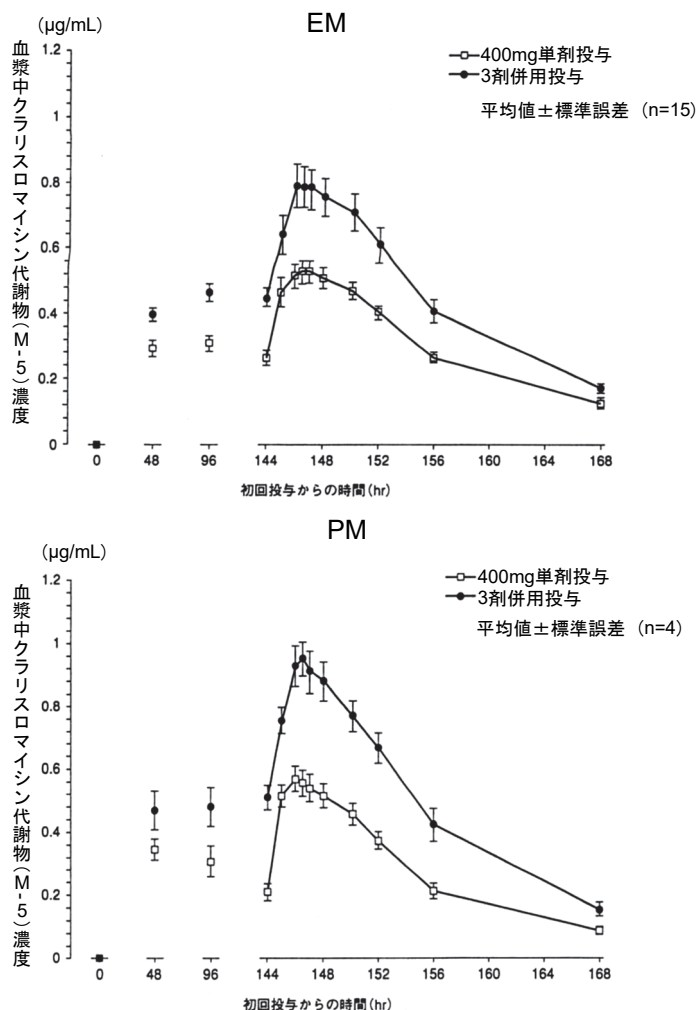 EM
(μg/mL)
400mg単剤投与
3剤併用投与
平均値±標準誤差 (n=15)
血漿中クラリスロマイシン代謝物(M-5)濃度
1.2
1
0.8
0.6
0.4
0.2
0
0 48 96 144 148 152 156 160 164 168
初回投与からの時間(hr)
PM
(μg/mL)
400mg単剤投与
3剤併用投与
平均値±標準誤差 (n=4)
血漿中クラリスロマイシン代謝物(M-5)濃度
1.2
1
0.8
0.6
0.4
0.2
0
0 48 96 144 148 152 156 160 164 168
初回投与からの時間(hr)